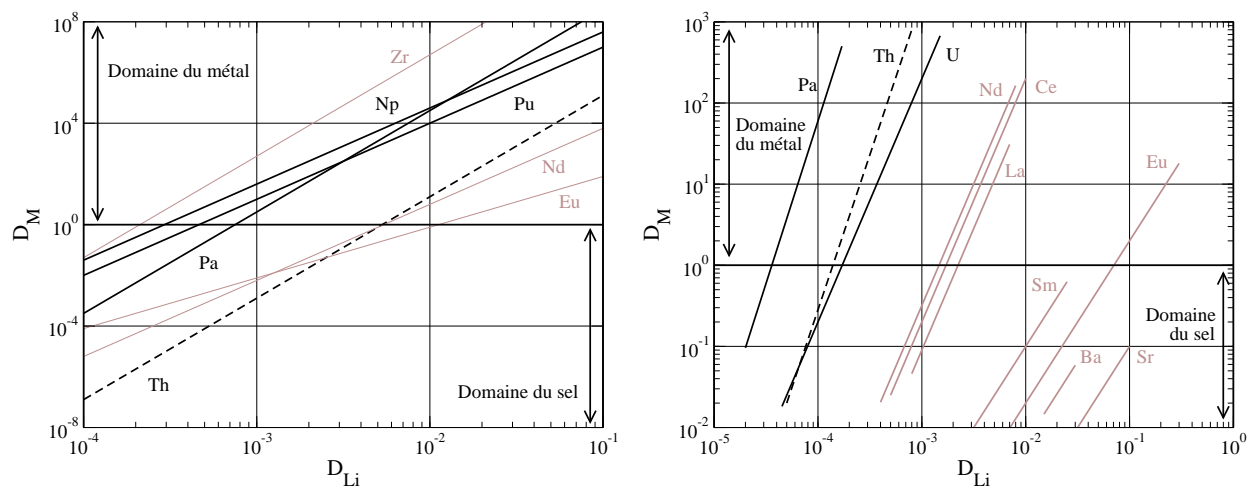 10^8
10^4
10^0
10^-4
10^-8
D_M
Domaine du métal
Zr
Np
Pu
Nd
Eu
Pa
Th
Domaine du sel
10^-4
10^-3
10^-2
10^-1
D_Li
10^3
10^2
10^1
10^0
10^-1
10^-2
D_M
Th
U
Pa
Nd
Ce
Domaine
du métal
La
Eu
Sm
Domaine
du sel
Ba
Sr
10^-5
10^-4
10^-3
10^-2
10^-1
10^0
D_Li